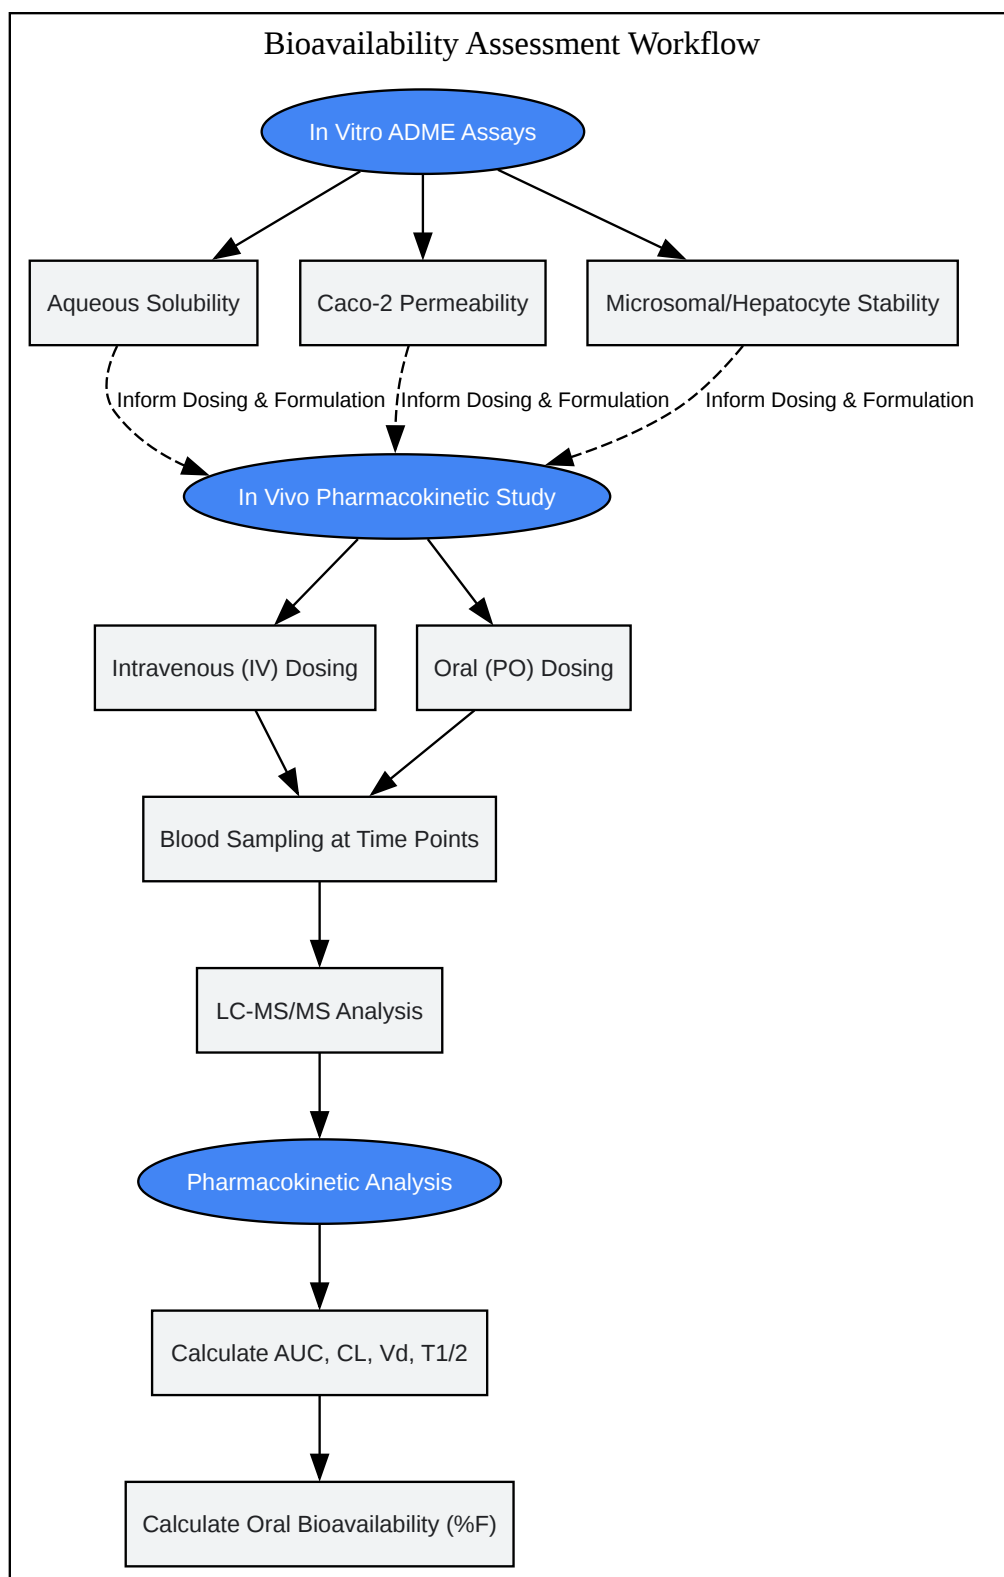 Bioavailability Assessment Workflow
In Vitro ADME Assays
Aqueous Solubility
Caco-2 Permeability
Microsomal/Hepatocyte Stability
Inform Dosing & Formulation
Inform Dosing & Formulation
Inform Dosing & Formulation
In Vivo Pharmacokinetic Study
Intravenous (IV) Dosing
Oral (PO) Dosing
Blood Sampling at Time Points
LC-MS/MS Analysis
Pharmacokinetic Analysis
Calculate AUC, CL, Vd, T1/2
Calculate Oral Bioavailability (%F)